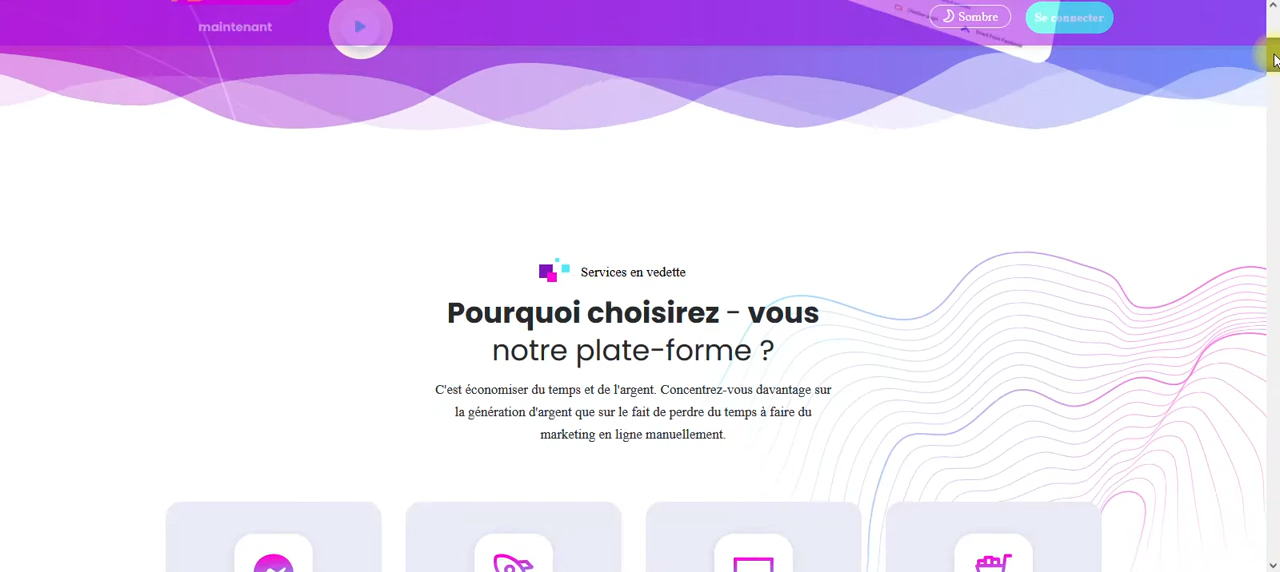 maintenant
Sombre
Se connecter
Services en vedette
Pourquoi choisirez - vous
notre plate-forme ?
C'est économiser du temps et de l'argent. Concentrez-vous davantage sur
la génération d'argent que sur le fait de perdre du temps à faire du
marketing en ligne manuellement.